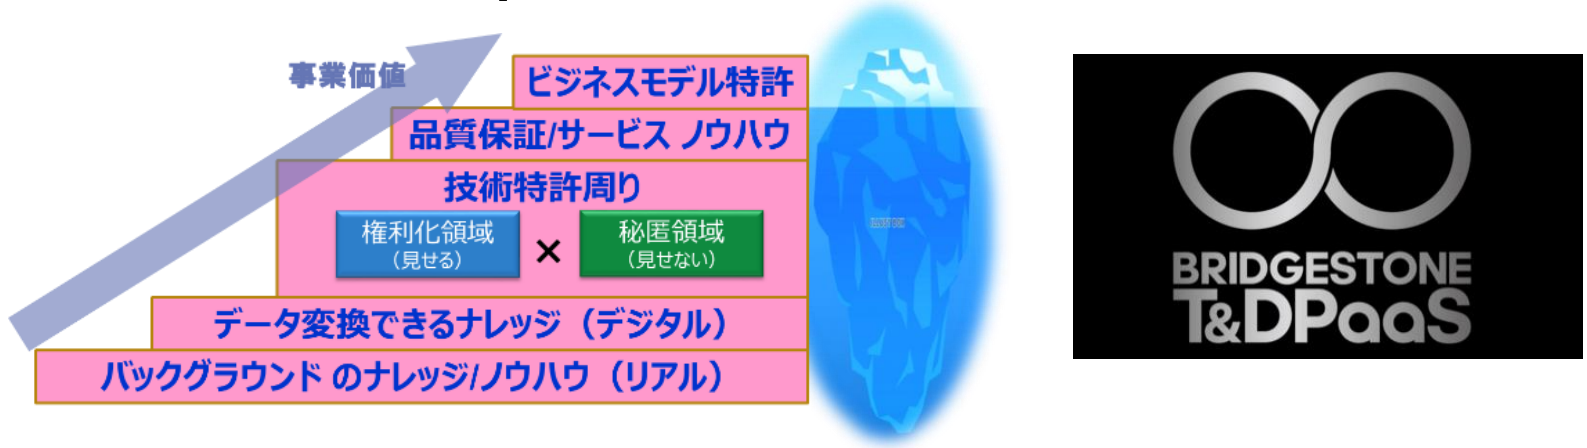 事業価値
ビジネスモデル特許
品質保証/サービス ノウハウ
技術特許周り
権利化領域
（見せる）
×
秘匿領域
（見せない）
データ変換できるナレッジ（デジタル）
バックグラウンド のナレッジ/ノウハウ（リアル）
BRIDGESTONE
T&DPaaS